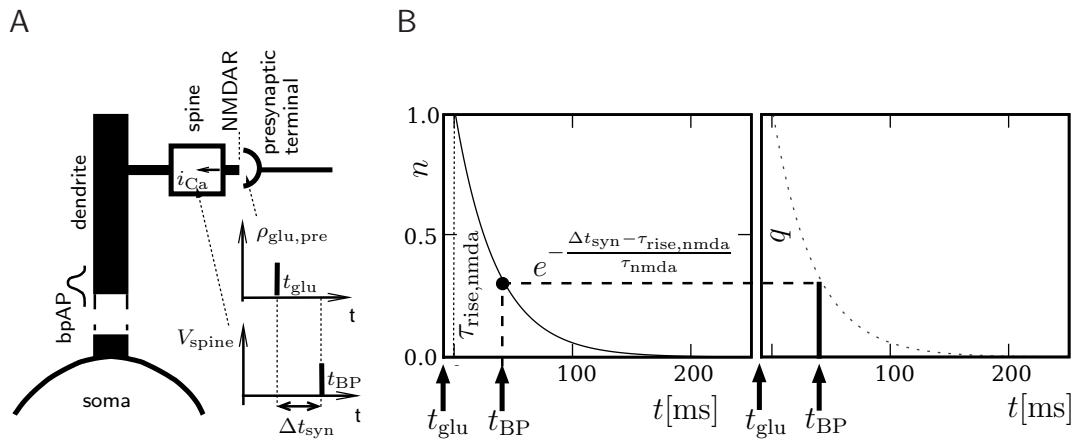 A
spine
NMDAR
presynaptic
terminal
dendrite
i_Ca
ρ_glu,pre
t_glu
t
bpAP
V_spine
t_BP
t
Δt_syn
soma
B
1.0
n
0.5
0.0
τ_rise,nmda
e^{-\frac{Δt_syn−τ_rise,nmda}{τ_nmda}}
100
200
t_glu
t_BP
t[ms]
q
100
200
t_glu
t_BP
t[ms]